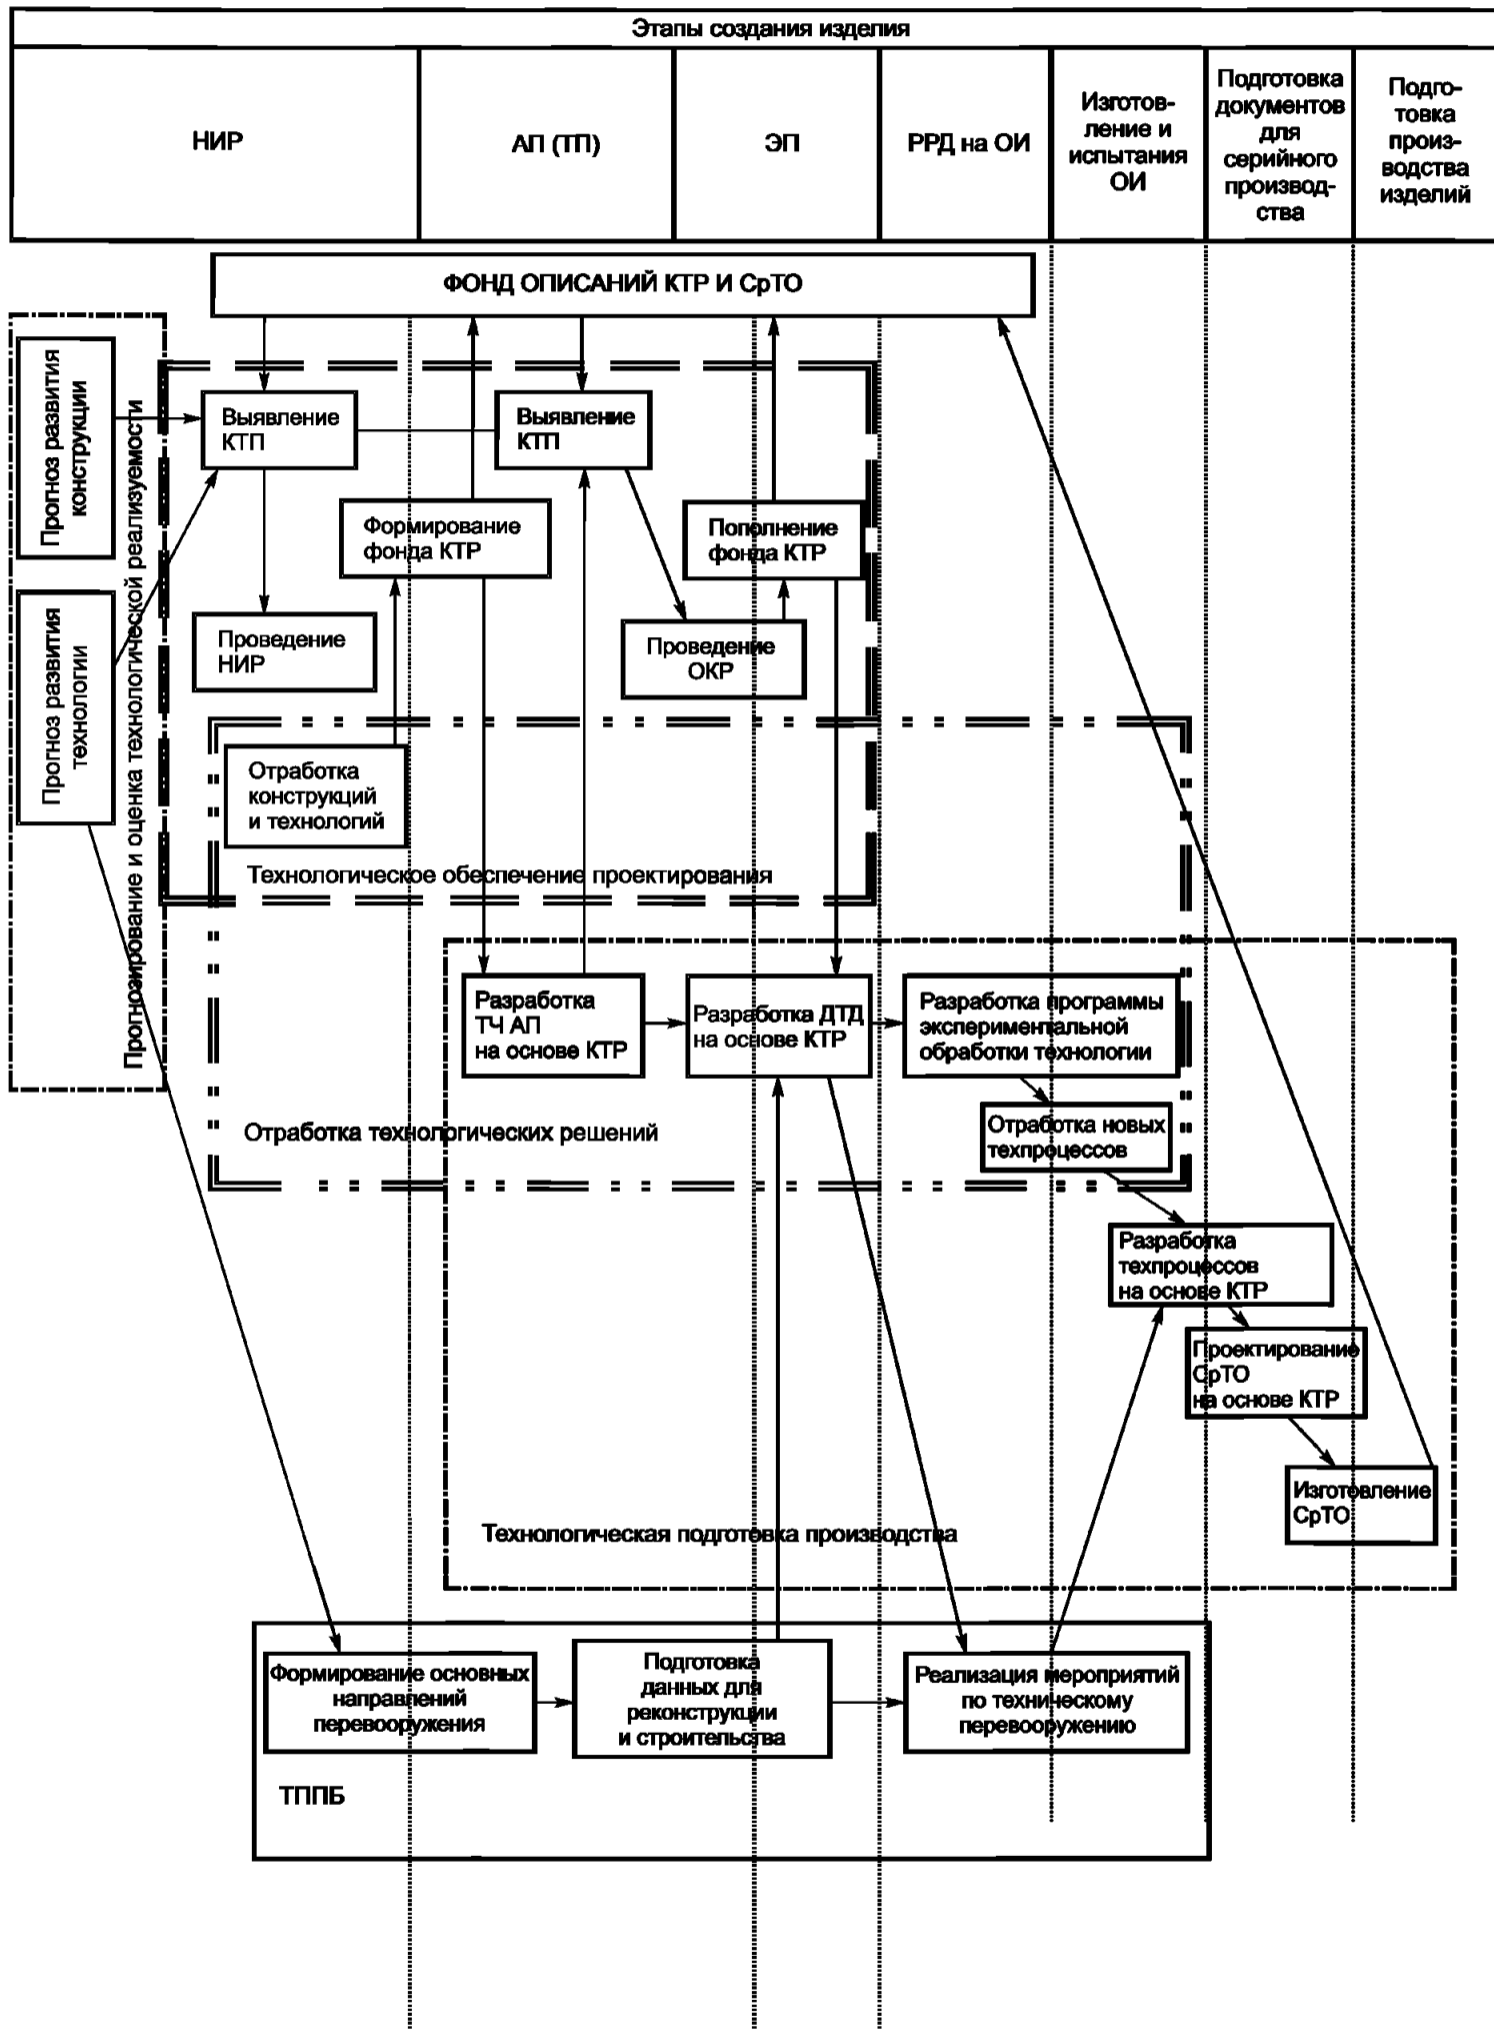 Этапы создания изделия
НИР
АП (ТП)
ЭП
РРД на ОИ
Изготов-
ление и
испытания
ОИ
Подготовка
документов
для
серийного
производ-
ства
Подго-
товка
произ-
водства
изделий
ФОНД ОПИСАНИЙ КТР И СрТО
Прогноз развития
конструкции
Прогноз развития
технологии
Прогнозирование и оценка технологической реализуемости
Выявление
КТП
Выявление
КТП
Формирование
фонда КТР
Пополнение
фонда КТР
Проведение
НИР
Проведение
ОКР
Отработка
конструкций
и технологий
Технологическое обеспечение проектирования
Разработка
ТЧ АП
на основе КТР
Разработка ДТД
на основе КТР
Разработка программы
экспериментальной
обработки технологии
Отработка технологических решений
Отработка новых
техпроцессов
Разработка
техпроцессов
на основе КТР
Проектирование
СрТО
на основе КТР
Изготовление
СрТО
Технологическая подготовка производства
Формирование основных
направлений
перевооружения
Подготовка
данных для
реконструкции
и строительства
Реализация мероприятий
по техническому
перевооружению
ТППБ